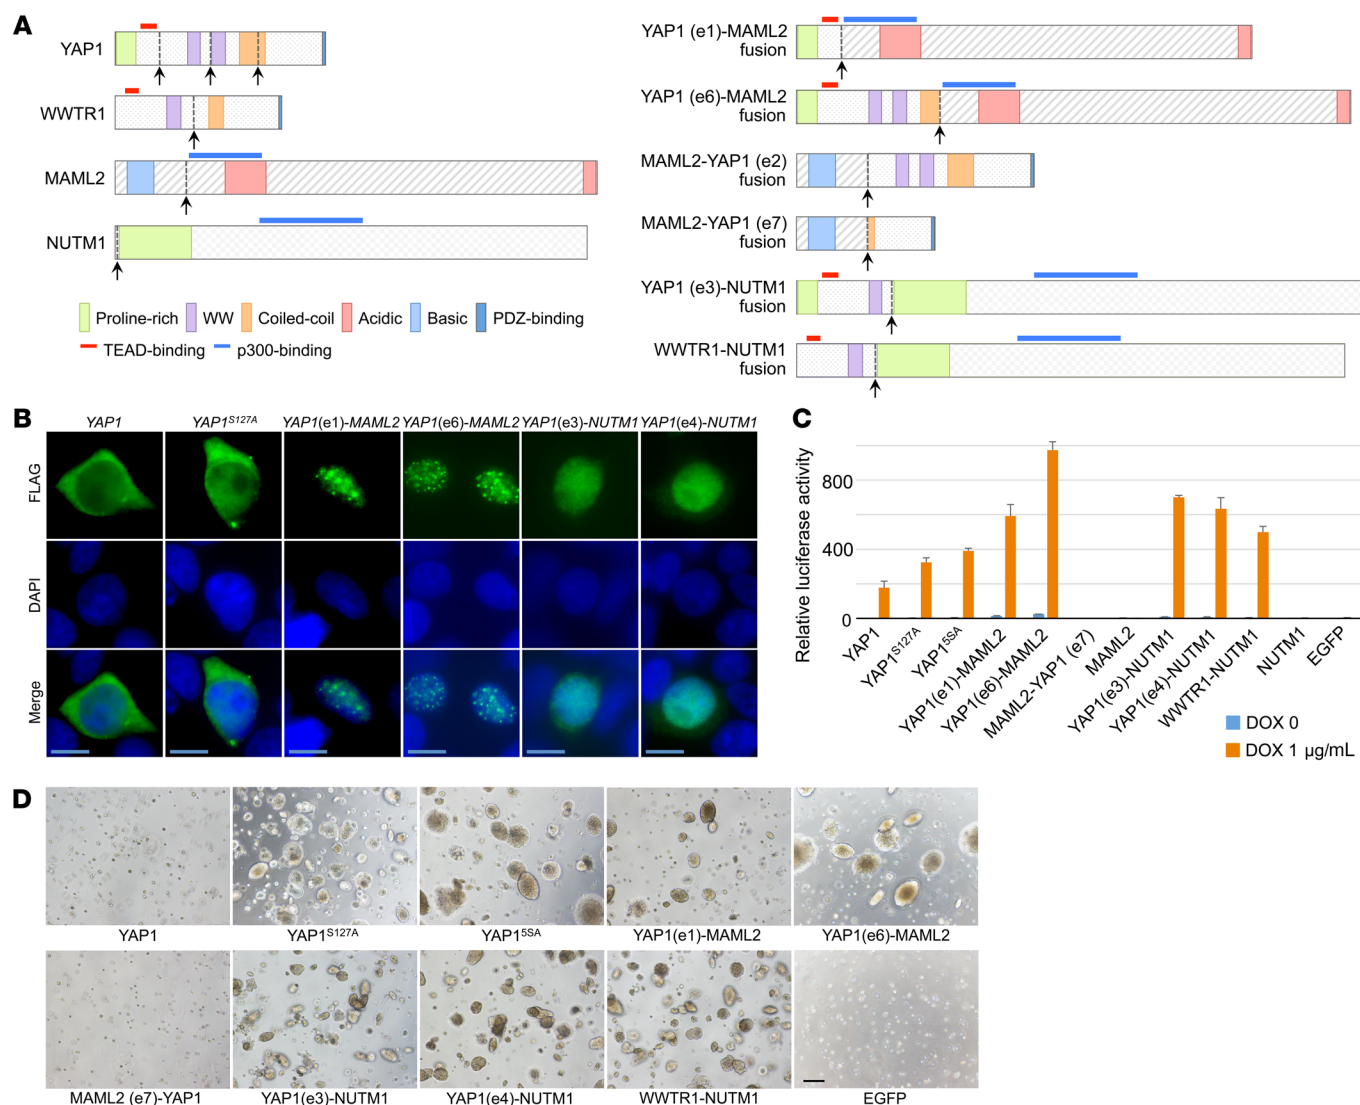 A
YAP1
WWTR1
MAML2
NUTM1
Proline-rich
WW
Coiled-coil
Acidic
Basic
PDZ-binding
TEAD-binding
p300-binding
YAP1 (e1)-MAML2
fusion
YAP1 (e6)-MAML2
fusion
MAML2-YAP1 (e2)
fusion
MAML2-YAP1 (e7)
fusion
YAP1 (e3)-NUTM1
fusion
WWTR1-NUTM1
fusion
B
YAP1
YAP1S127A
YAP1(e1)-MAML2
YAP1(e6)-MAML2
YAP1(e3)-NUTM1
YAP1(e4)-NUTM1
FLAG
DAPI
Merge
C
Relative luciferase activity
800
400
0
YAP1
YAP1S127A
YAP15SA
YAP1(e1)-MAML2
YAP1(e6)-MAML2
MAML2-YAP1 (e7)
MAML2
YAP1(e3)-NUTM1
YAP1(e4)-NUTM1
WWTR1-NUTM1
NUTM1
EGFP
DOX 0
DOX 1 µg/mL
D
YAP1
YAP1S127A
YAP15SA
YAP1(e1)-MAML2
YAP1(e6)-MAML2
MAML2 (e7)-YAP1
YAP1(e3)-NUTM1
YAP1(e4)-NUTM1
WWTR1-NUTM1
EGFP